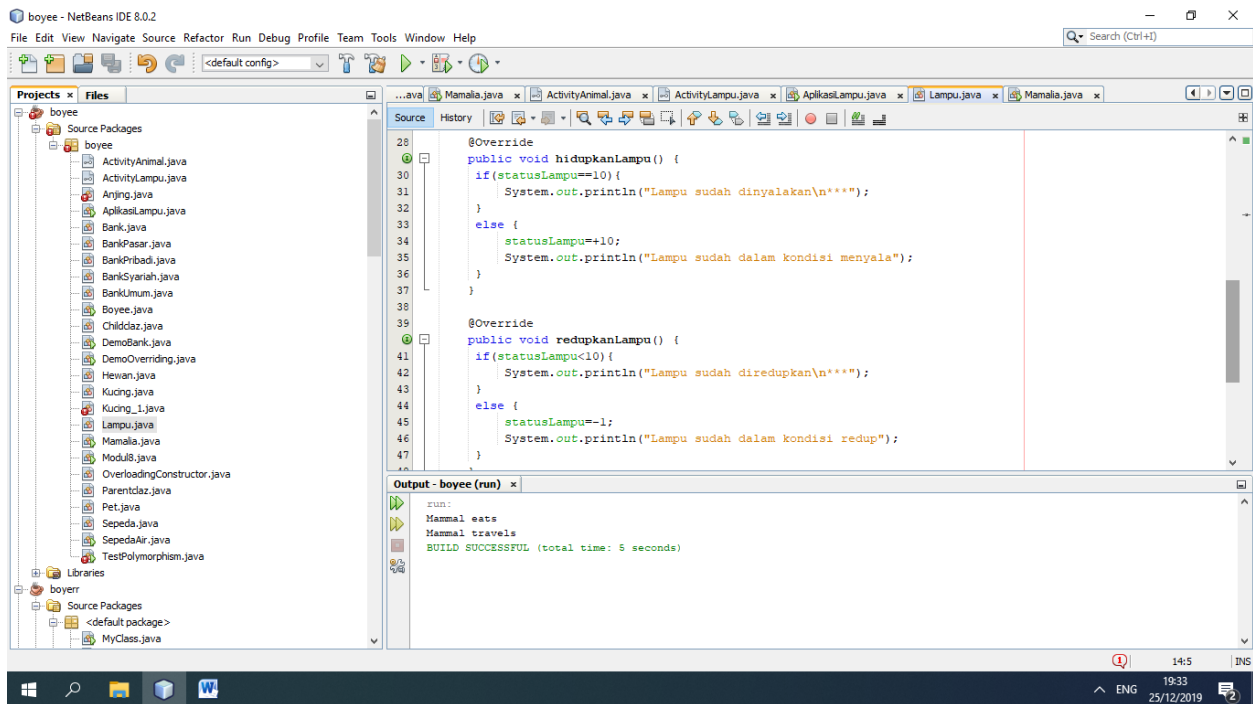 boyee - NetBeans IDE 8.0.2
File Edit View Navigate Source Refactor Run Debug Profile Team Tools Window Help
Search (Ctrl+I)
<default config>
Projects x Files
boyee
Source Packages
boyee
ActivityAnimal.java
ActivityLampu.java
Anjing.java
AplikasiLampu.java
Bank.java
BankPasar.java
BankPribadi.java
BankSyariah.java
BankUmum.java
Boyee.java
Childclaz.java
DemoBank.java
DemoOverriding.java
Hewan.java
Kucing.java
Kucing_1.java
Lampu.java
Mamalia.java
Modul8.java
OverloadingConstructor.java
Parentclaz.java
Pet.java
Sepeda.java
SepedaAir.java
TestPolymorphism.java
Libraries
boyerr
Source Packages
<default package>
MyClass.java
...ava Mamalia.java x ActivityAnimal.java x ActivityLampu.java x AplikasiLampu.java x Lampu.java x Mamalia.java x
Source History
28 @Override
public void hidupkanLampu() {
30 if(statusLampu==10){
31 System.out.println("Lampu sudah dinyalakan\n***");
32 }
33 else {
34 statusLampu=+10;
35 System.out.println("Lampu sudah dalam kondisi menyala");
36 }
37 }
38
39 @Override
public void redupkanLampu() {
41 if(statusLampu<10){
42 System.out.println("Lampu sudah diredupkan\n***");
43 }
44 else {
45 statusLampu=-1;
46 System.out.println("Lampu sudah dalam kondisi redup");
47 }
Output - boyee (run) x
run:
Mammal eats
Mammal travels
BUILD SUCCESSFUL (total time: 5 seconds)
1 14:5 INS
ENG
19:33
25/12/2019
2